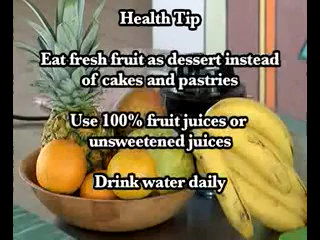 Health Tip
Eat fresh fruit as dessert instead
of cakes and pastries
Use 100% fruit juices or
unsweetened juices
Drink water daily